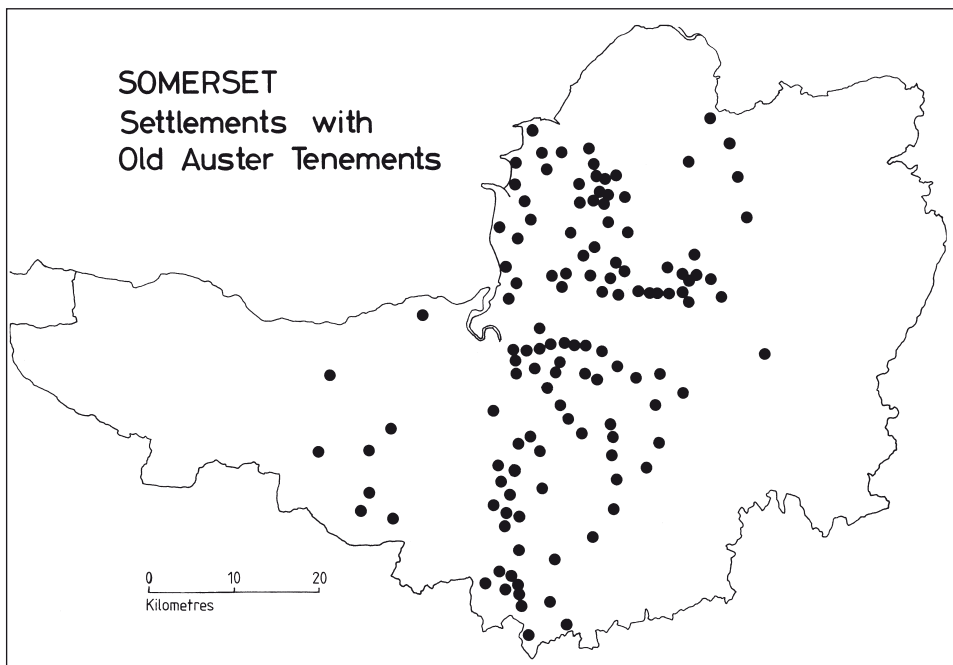 SOMERSET
Settlements with
Old Auster Tenements
0 10 20
Kilometres